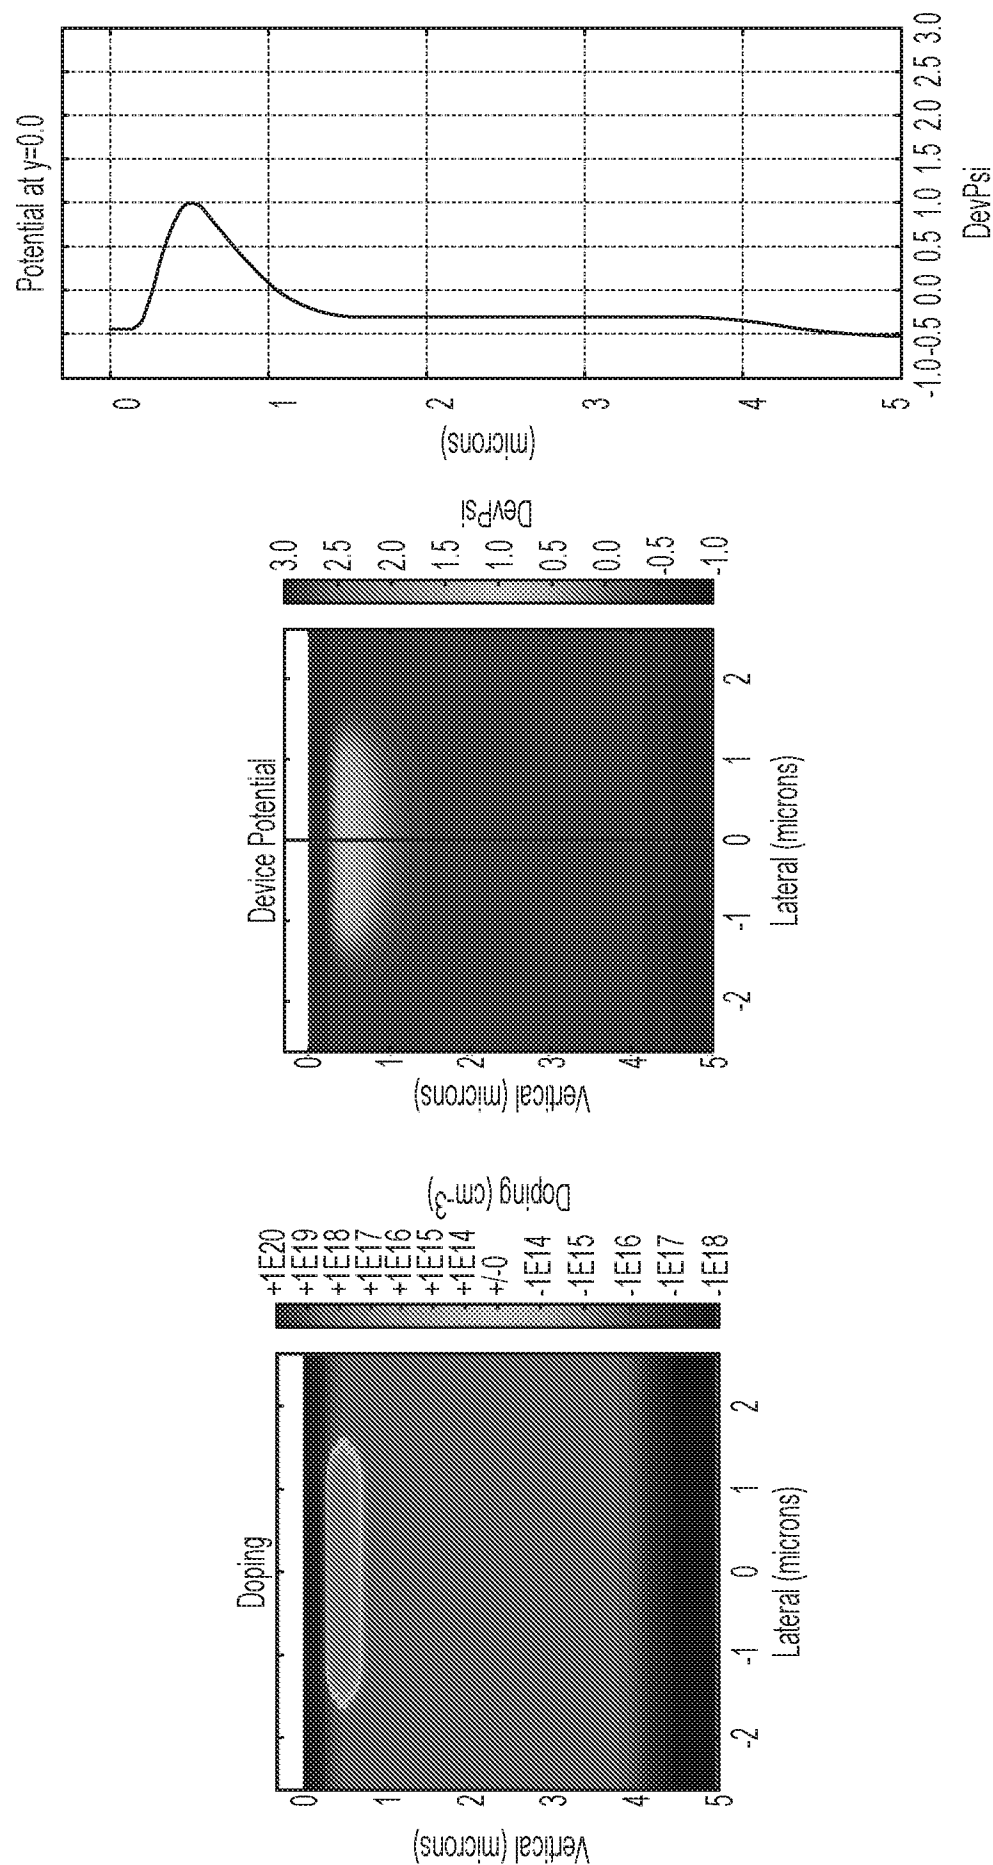 Doping
Vertical (microns)
0
1
2
3
4
5
-2
-1
0
1
2
Lateral (microns)
+1E20
+1E19
+1E18
+1E17
+1E16
+1E15
+1E14
+/-0
-1E14
-1E15
-1E16
-1E17
-1E18
Doping (cm-3)
Device Potential
Vertical (microns)
0
1
2
3
4
5
-2
-1
0
1
2
Lateral (microns)
3.0
2.5
2.0
1.5
1.0
0.5
0.0
-0.5
-1.0
DevPsi
Potential at y=0.0
(microns)
0
1
2
3
4
5
-1.0 -0.5 0.0 0.5 1.0 1.5 2.0 2.5 3.0
DevPsi